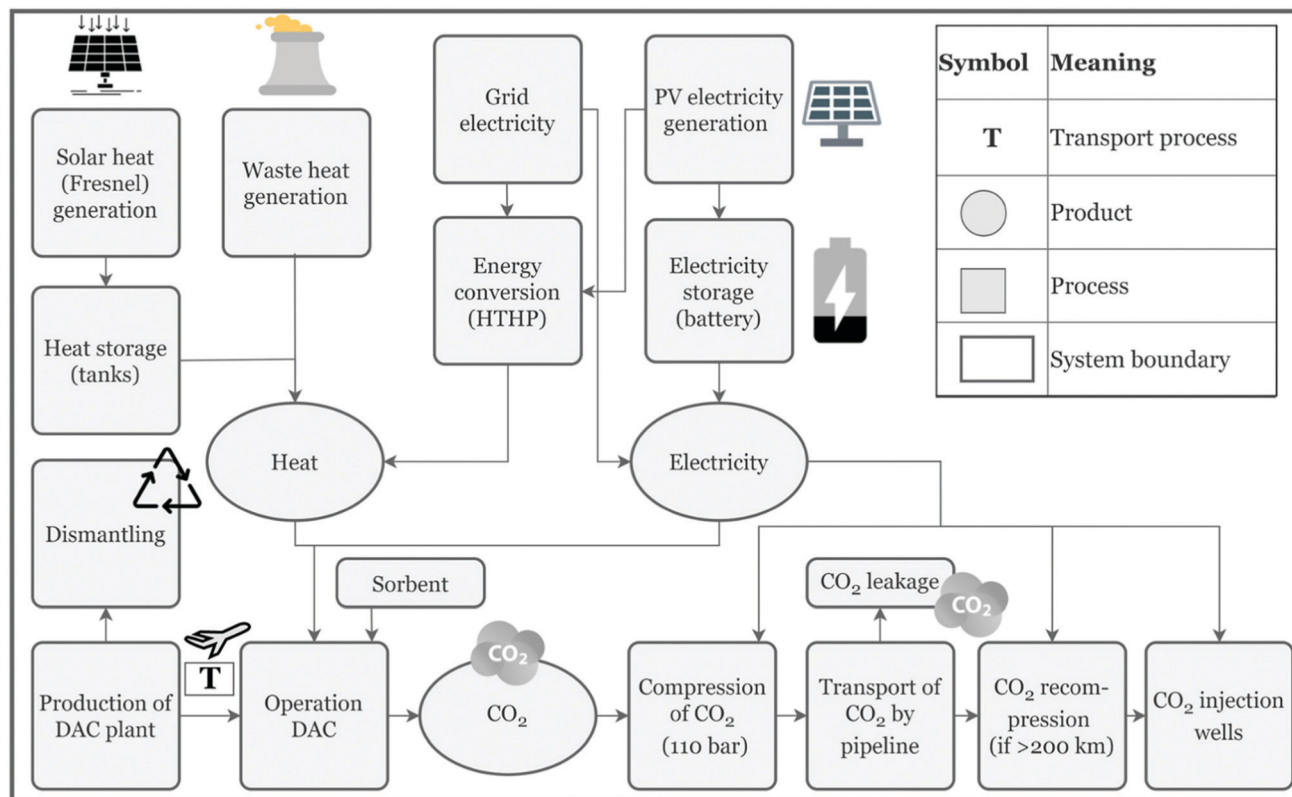 Solar heat
(Fresnel)
generation
Waste heat
generation
Grid
electricity
PV electricity
generation
Symbol Meaning
T Transport process
Product
Process
System boundary
Heat storage
(tanks)
Energy
conversion
(HTHP)
Electricity
storage
(battery)
Heat
Electricity
Dismantling
Sorbent
CO₂ leakage
CO₂
Production of
DAC plant
T
Operation
DAC
CO₂
CO₂
Compression
of CO₂
(110 bar)
Transport of
CO₂ by
pipeline
CO₂ recom-
pression
(if >200 km)
CO₂ injection
wells